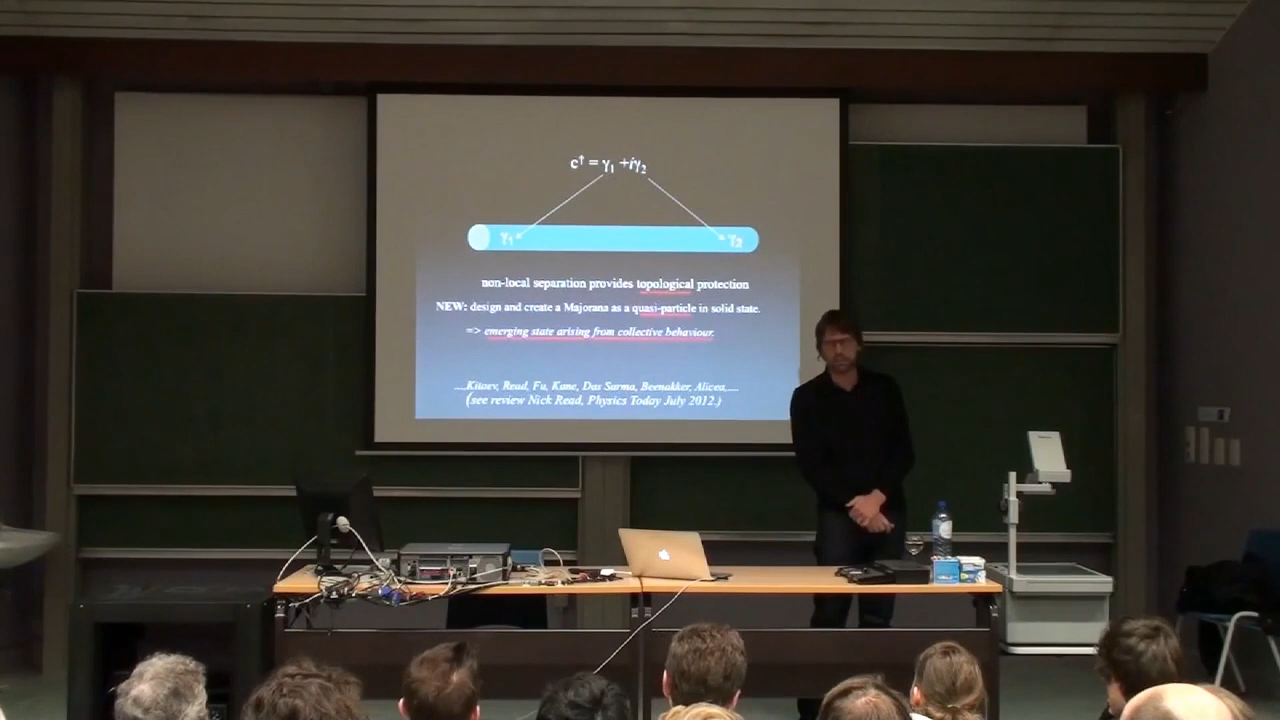 c† = γ1 +iγ2
γ1
γ2
non-local separation provides topological protection
NEW: design and create a Majorana as a quasi-particle in solid state.
=> emerging state arising from collective behaviour.
....Kitaev, Read, Fu, Kane, Das Sarma, Beenakker, Alicea,....
(see review Nick Read, Physics Today July 2012.)